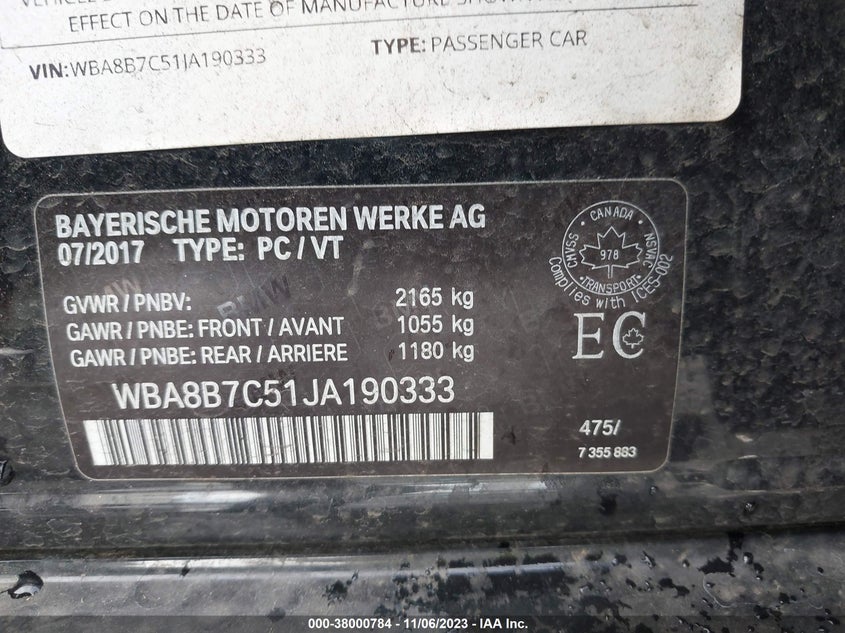 EFFECT ON THE DATE OF MANUFACTURE
VIN:WBA8B7C51JA190333 TYPE: PASSENGER CAR
BAYERISCHE MOTOREN WERKE AG
07/2017 TYPE: PC / VT
GVWR / PNBV: 2165 kg
GAWR / PNBE: FRONT / AVANT 1055 kg
GAWR / PNBE: REAR / ARRIERE 1180 kg
WBA8B7C51JA190333
CANADA
CMVSS
NSVAC
978
TRANSPORT
Complies with ICES-002
EC
475/
7 355 883
BMW
000-38000784 - 11/06/2023 - IAA Inc.